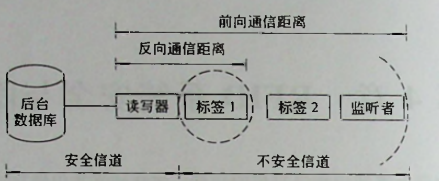 前向通信距离
反向通信距离
后台
数据库
读写器
标签1
标签2
监听者
安全信道
不安全信道